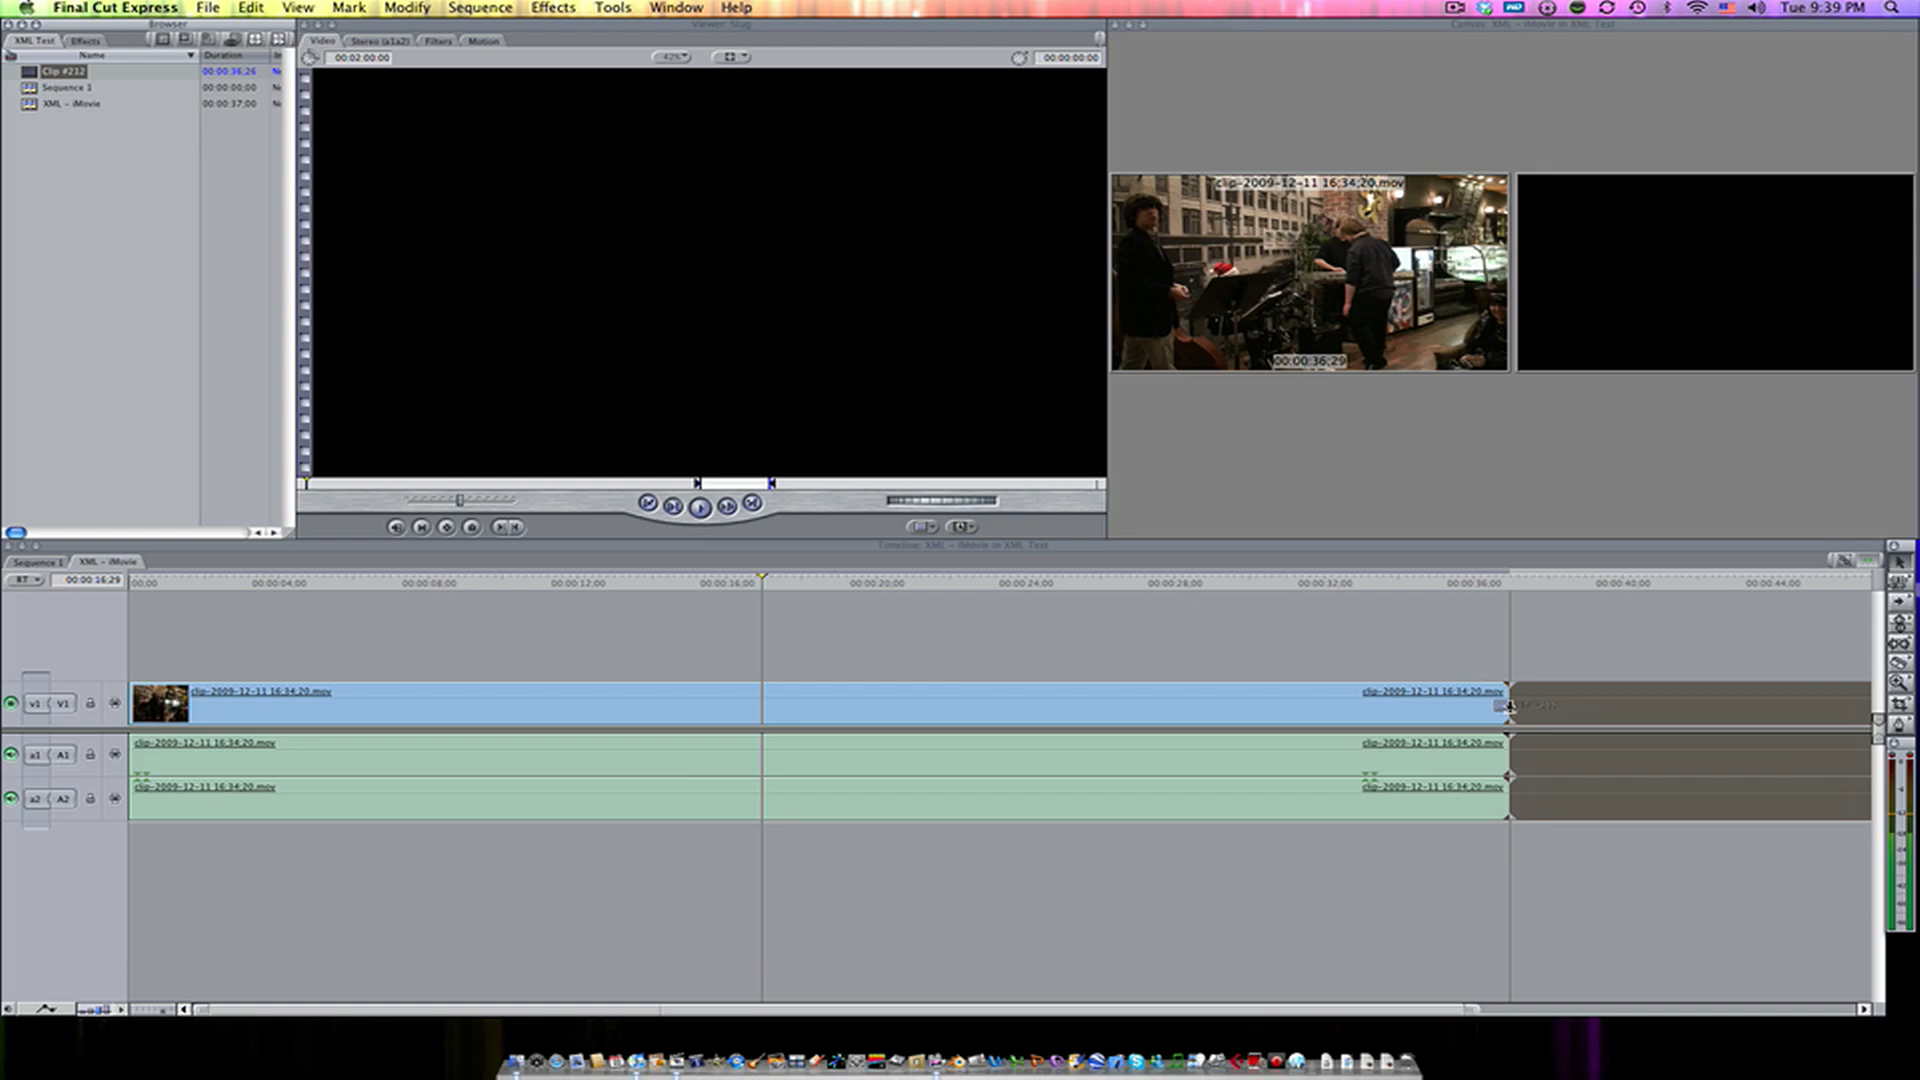 Final Cut Express File Edit View Mark Modify Sequence Effects Tools Window Help Tue 9:39 PM
Browser
Viewer: Slug
Canvas: XML - iMovie in XML Test
XML Test Effects
Video Stereo (a1a2) Filters Motion
Name Duration
00:02:00:00 42% 00:00:00:00
Clip #212 00:00:36;26
Sequence 1 00:00:00;00
XML - iMovie 00:00:37;00
clip-2009-12-11 16;34;20.mov
00:00:36;29
Timeline: XML - iMovie in XML Test
Sequence 1 XML - iMovie
RT 00:00:16;29 00;00 00:00:04;00 00:00:08;00 00:00:12;00 00:00:16;00 00:00:20;00 00:00:24;00 00:00:28;00 00:00:32;00 00:00:36;00 00:00:40;00 00:00:44;00
v1 V1 clip-2009-12-11 16;34;20.mov clip-2009-12-11 16;34;20.mov
a1 A1 clip-2009-12-11 16;34;20.mov clip-2009-12-11 16;34;20.mov
a2 A2 clip-2009-12-11 16;34;20.mov clip-2009-12-11 16;34;20.mov